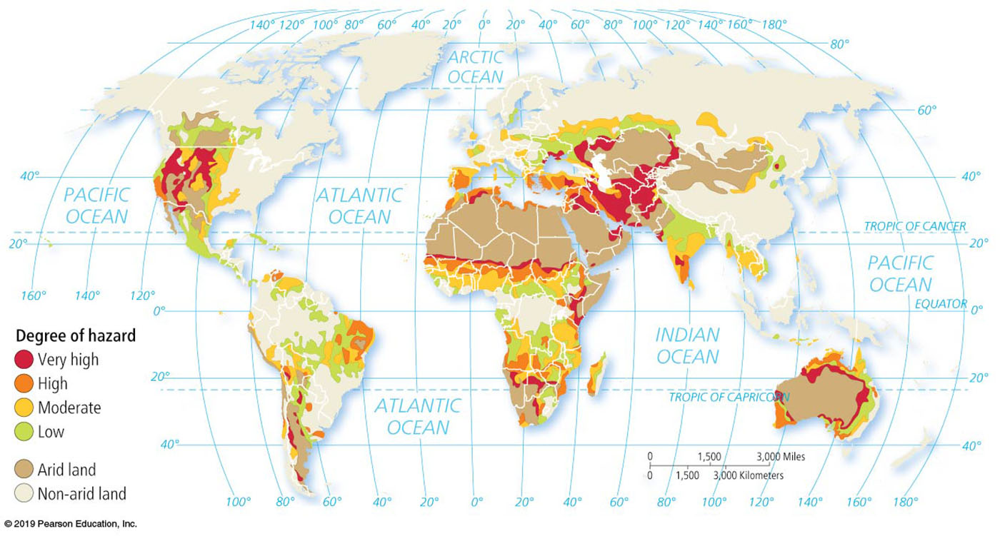 140° 120° 100° 80° 60° 40° 20° 0° 20° 40° 60° 80° 100° 120° 140° 160° 180°
80°
ARCTIC
OCEAN
60°
40°
40°
PACIFIC
OCEAN
ATLANTIC
OCEAN
TROPIC OF CANCER
20°
20°
PACIFIC
OCEAN
160° 140° 120°
EQUATOR
0°
0°
INDIAN
OCEAN
Degree of hazard
Very high
High
Moderate
Low
Arid land
Non-arid land
20°
20°
TROPIC OF CAPRICORN
ATLANTIC
OCEAN
40°
40°
0 1,500 3,000 Miles
0 1,500 3,000 Kilometers
100° 80° 60° 40° 20° 0° 20° 40° 60° 80° 100° 120° 140° 160° 180°
© 2019 Pearson Education, Inc.